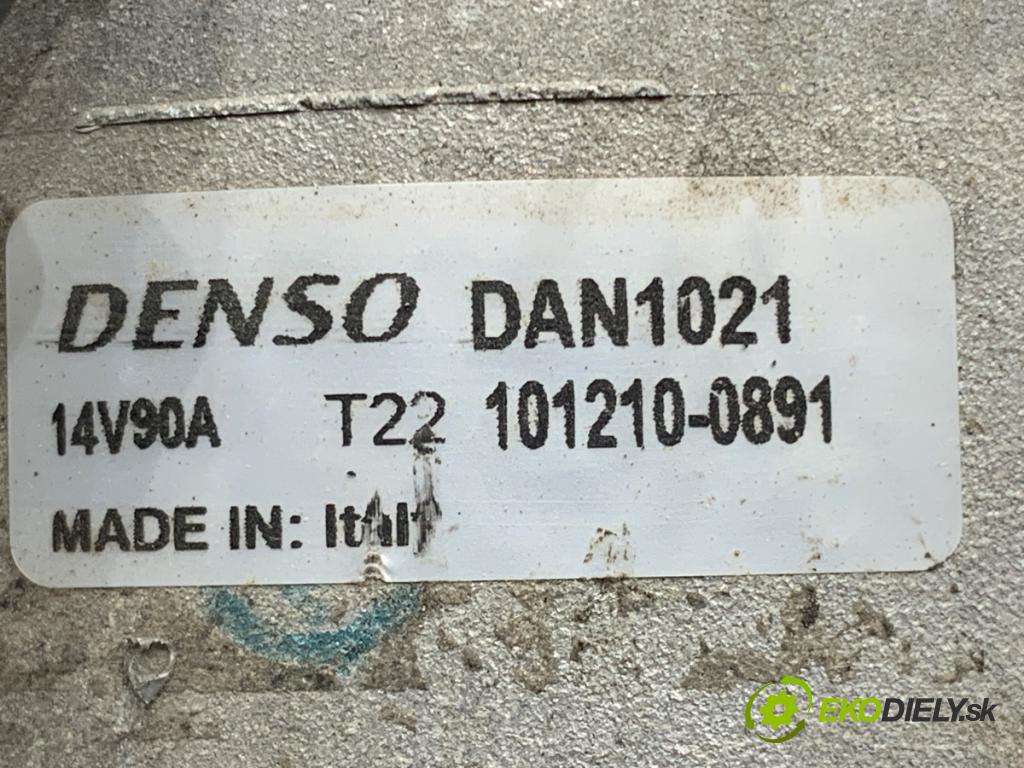 DENSO DAN1021
14V90A T22 101210-0891
MADE IN: Italy
EKODIELY.sk